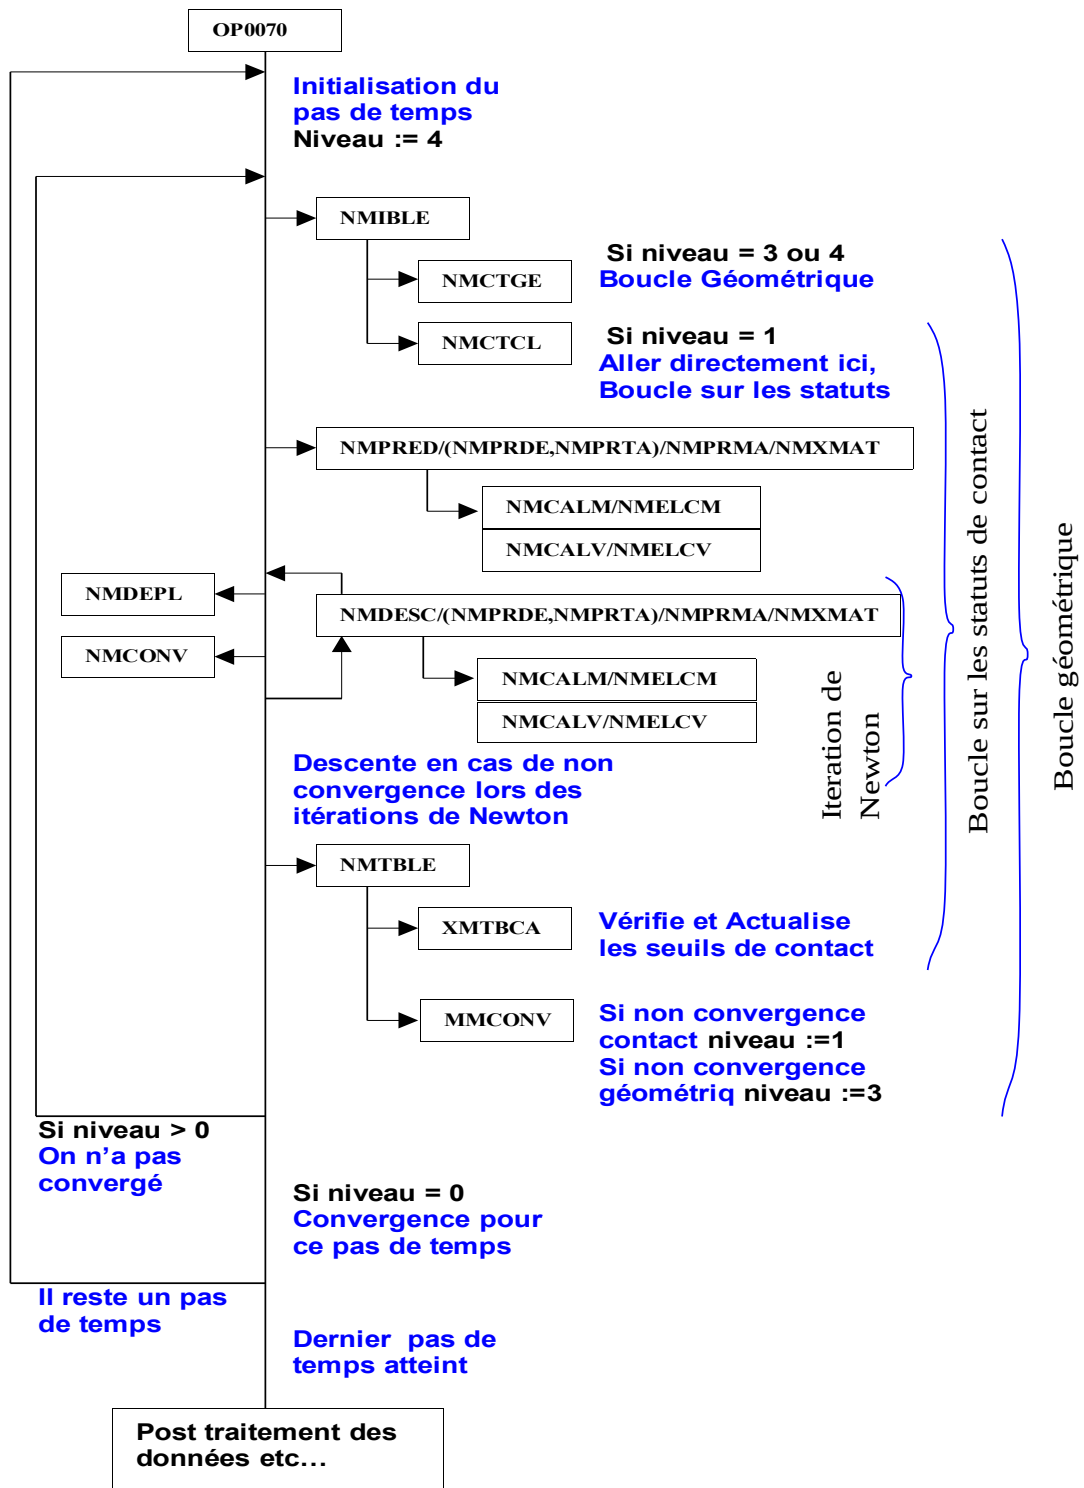 OP0070
Initialisation du
pas de temps
Niveau := 4
NMIBLE
Si niveau = 3 ou 4
Boucle Géométrique
NMCTGE
Si niveau = 1
Aller directement ici,
Boucle sur les statuts
NMCTCL
NMPRED/(NMPRDE,NMPRTA)/NMPRMA/NMXMAT
NMCALM/NMELCM
NMCALV/NMELCV
NMDEPL
NMDESC/(NMPRDE,NMPRTA)/NMPRMA/NMXMAT
NMCONV
NMCALM/NMELCM
NMCALV/NMELCV
Iteration de
Newton
Boucle sur les statuts de contact
Boucle géométrique
Descente en cas de non
convergence lors des
itérations de Newton
NMTBLE
XMTBCA
Vérifie et Actualise
les seuils de contact
MMCONV
Si non convergence
contact niveau :=1
Si non convergence
géométriq niveau :=3
Si niveau > 0
On n'a pas
convergé
Si niveau = 0
Convergence pour
ce pas de temps
Il reste un pas
de temps
Dernier pas de
temps atteint
Post traitement des
données etc...